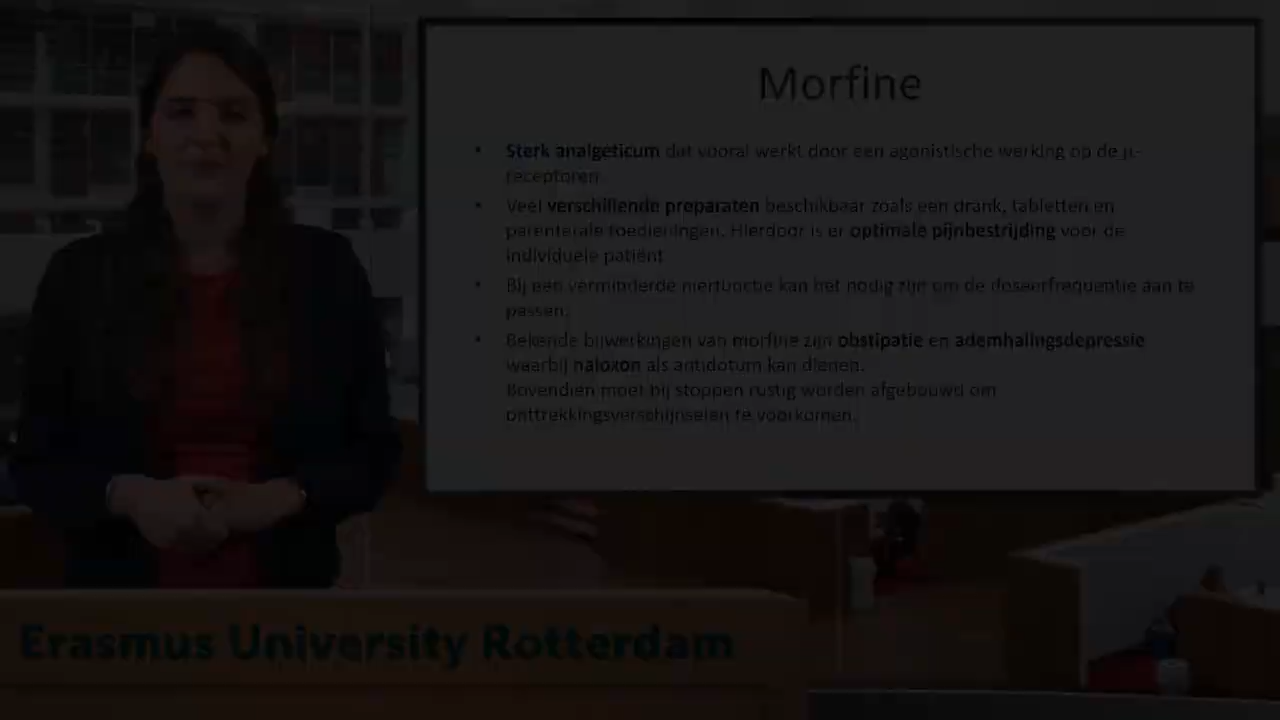 Morfine
• Sterk analgeticum dat vooral werkt door een agonistische werking op de µ-
receptoren.
• Veel verschillende preparaten beschikbaar zoals een drank, tabletten en
parenterale toedieningen. Hierdoor is er optimale pijnbestrijding voor de
individuele patiënt
• Bij een verminderde nierfunctie kan het nodig zijn om de doseerfrequentie aan te
passen.
• Bekende bijwerkingen van morfine zijn obstipatie en ademhalingsdepressie
waarbij naloxon als antidotum kan dienen.
Bovendien moet bij stoppen rustig worden afgebouwd om
onttrekkingsverschijnselen te voorkomen.
Erasmus University Rotterdam